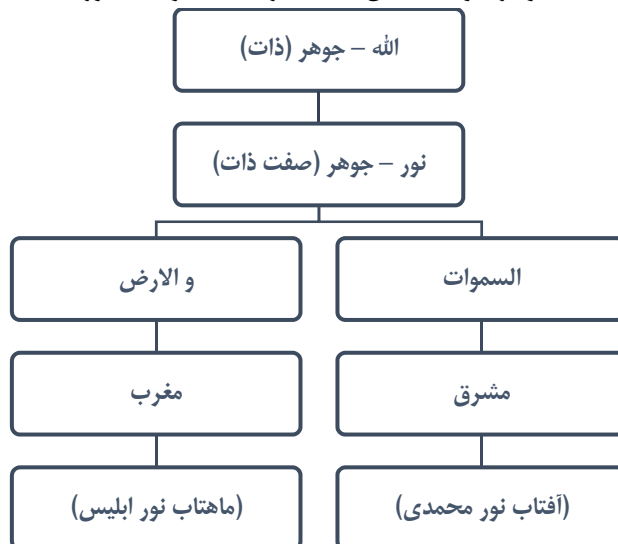 الله – جوهر (ذات)
نور – جوهر (صفت ذات)
السموات
و الارض
مشرق
مغرب
(آفتاب نور محمدی)
(ماهتاب نور ابلیس)